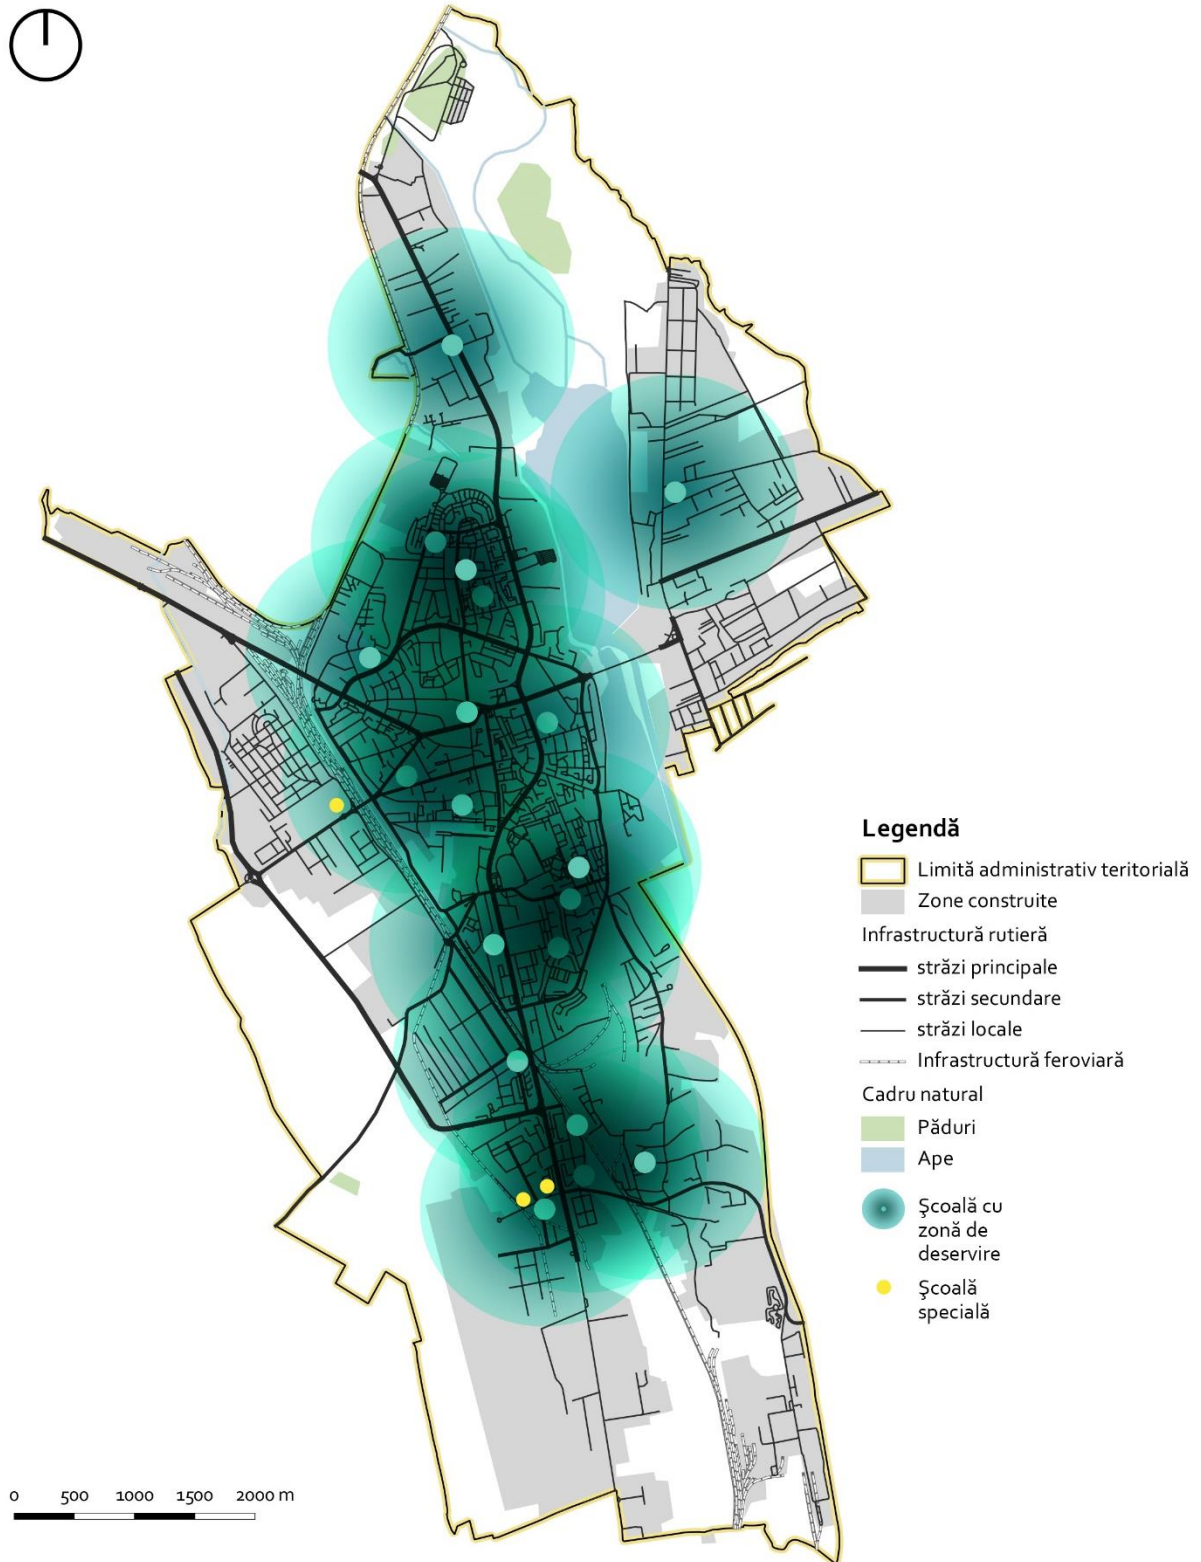 Legendă
Limită administrativ teritorială
Zone construite
Infrastructură rutieră
străzi principale
străzi secundare
străzi locale
Infrastructură feroviară
Cadru natural
Păduri
Ape
Şcoală cu
zonă de
deservire
Şcoală
specială
0 500 1000 1500 2000 m